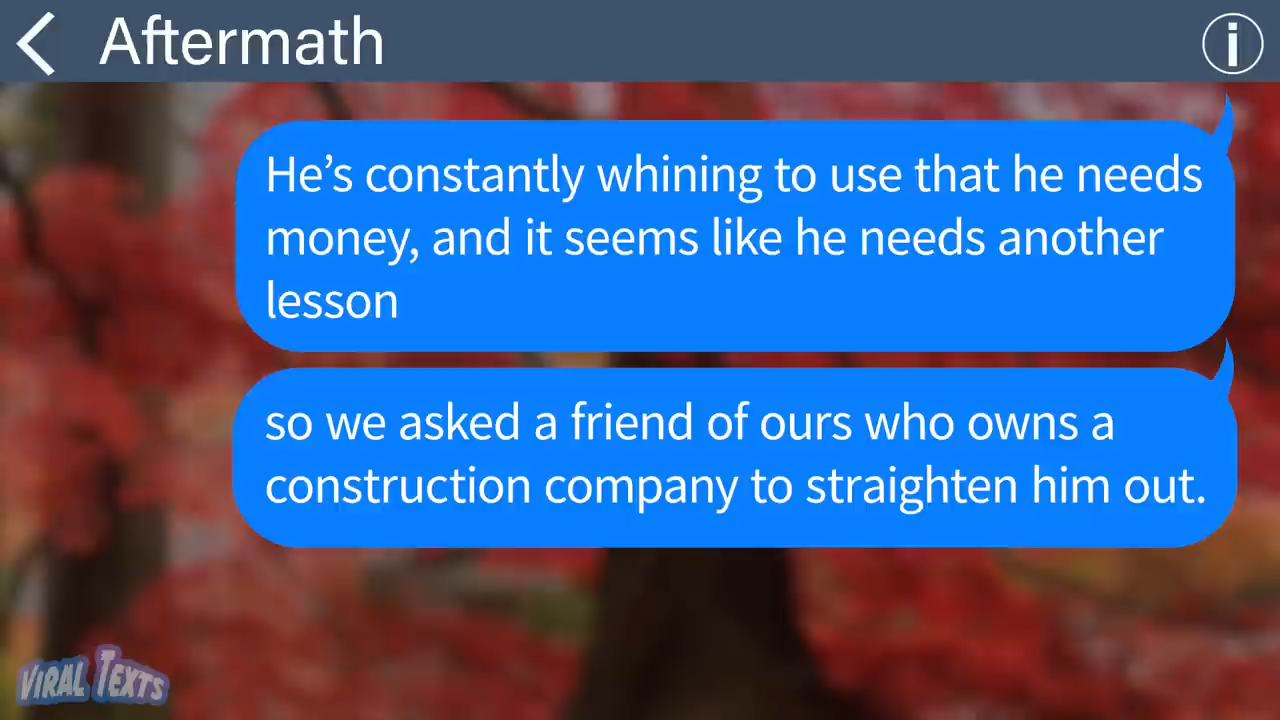 Aftermath
He's constantly whining to use that he needs
money, and it seems like he needs another
lesson
so we asked a friend of ours who owns a
construction company to straighten him out.
VIRAL TEXTS